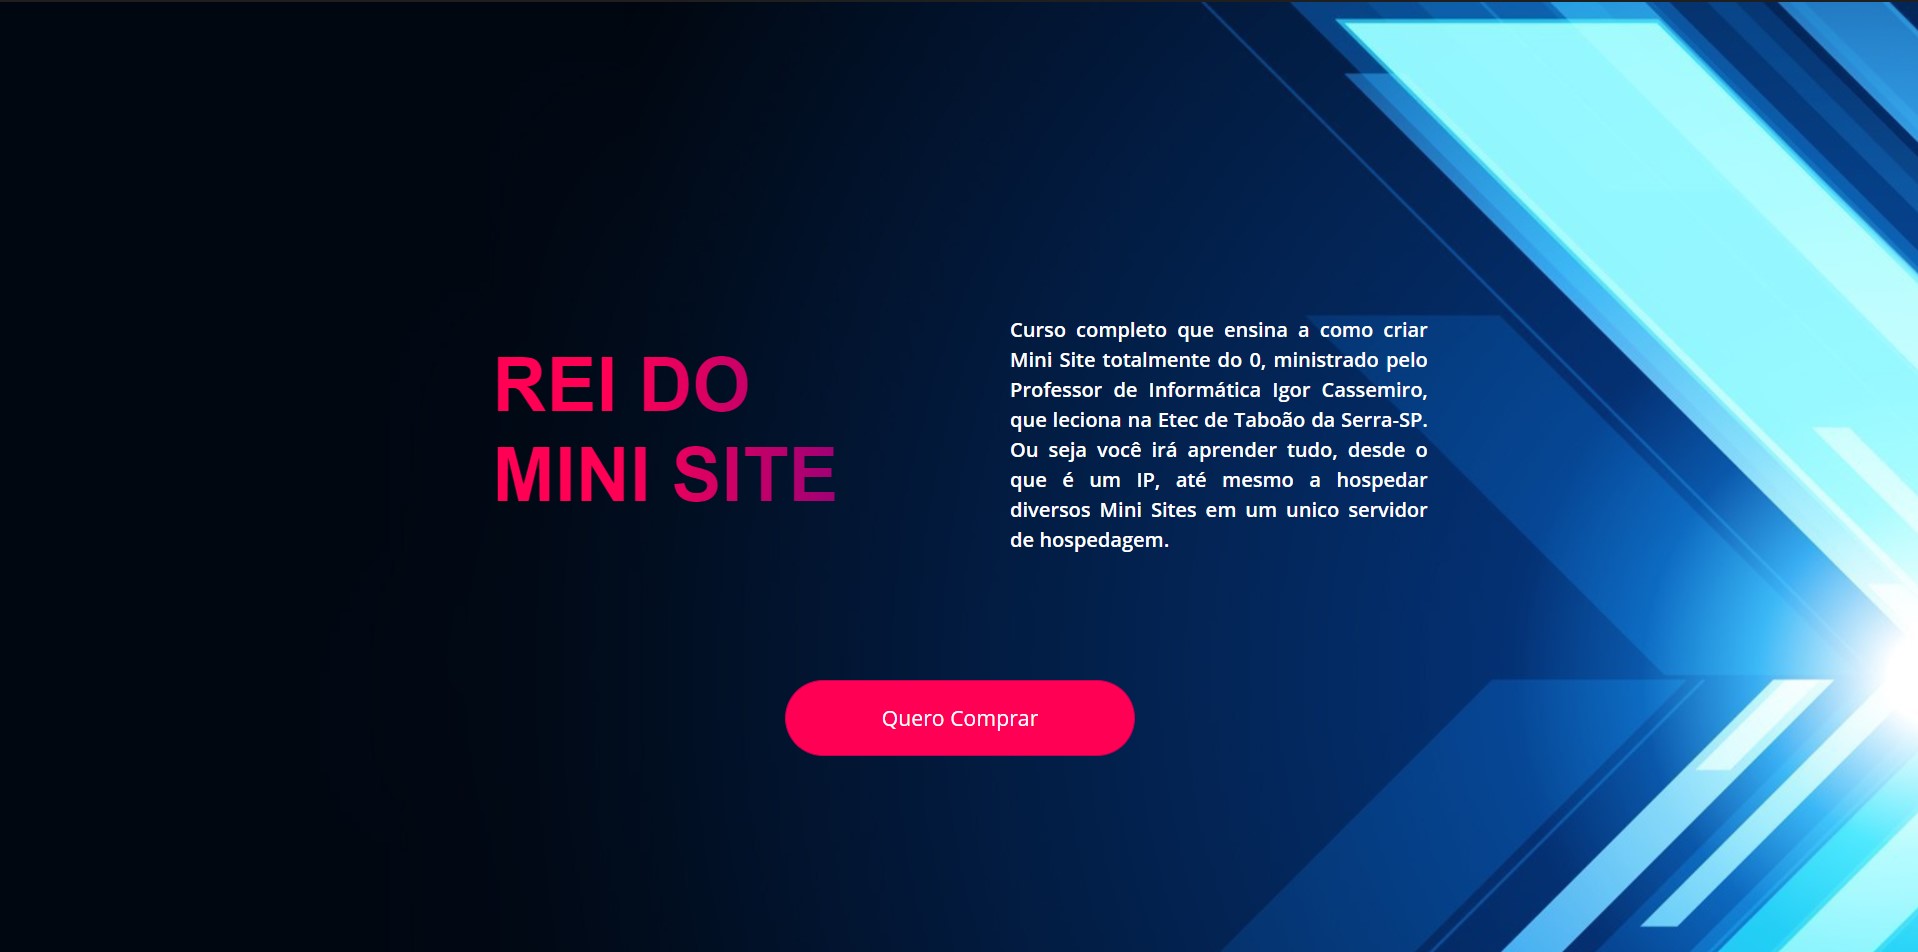 REI DO
MINI SITE
Curso completo que ensina a como criar
Mini Site totalmente do 0, ministrado pelo
Professor de Informática Igor Cassemiro,
que leciona na Etec de Taboão da Serra-SP.
Ou seja você irá aprender tudo, desde o
que é um IP, até mesmo a hospedar
diversos Mini Sites em um unico servidor
de hospedagem.
Quero Comprar